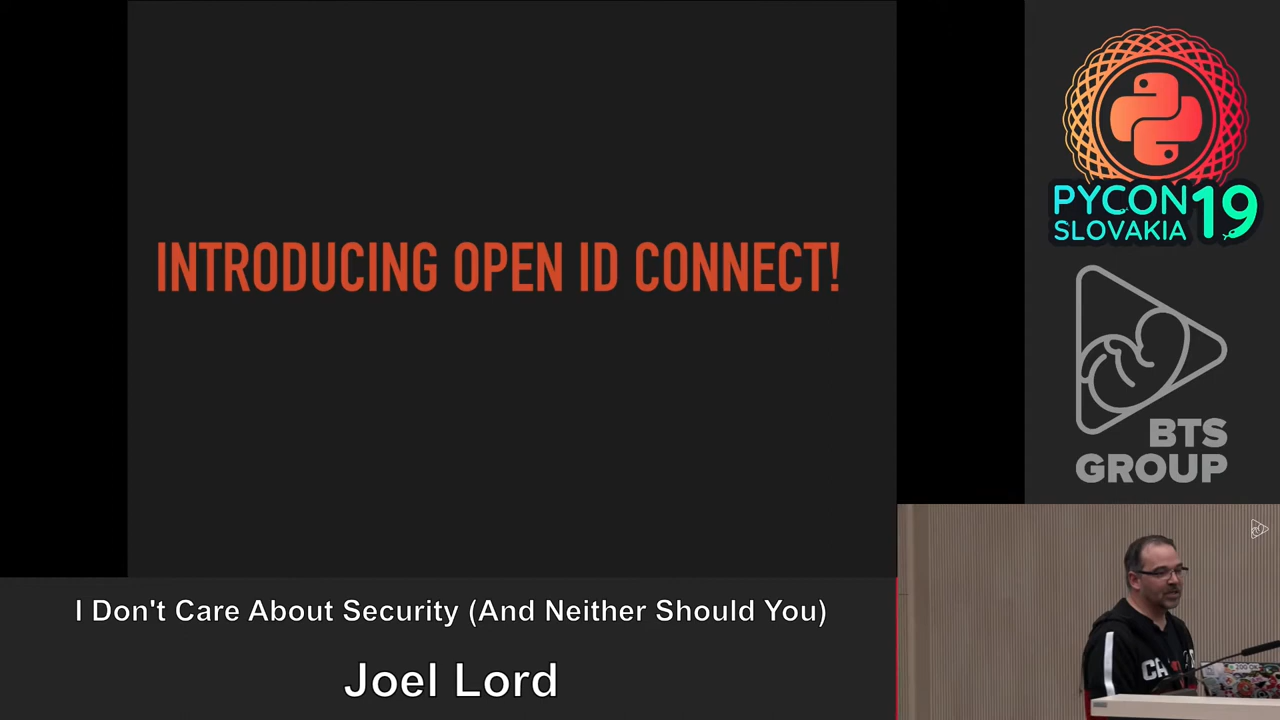 INTRODUCING OPEN ID CONNECT!
PYCON 19
SLOVAKIA
BTS
GROUP
I Don't Care About Security (And Neither Should You)
Joel Lord